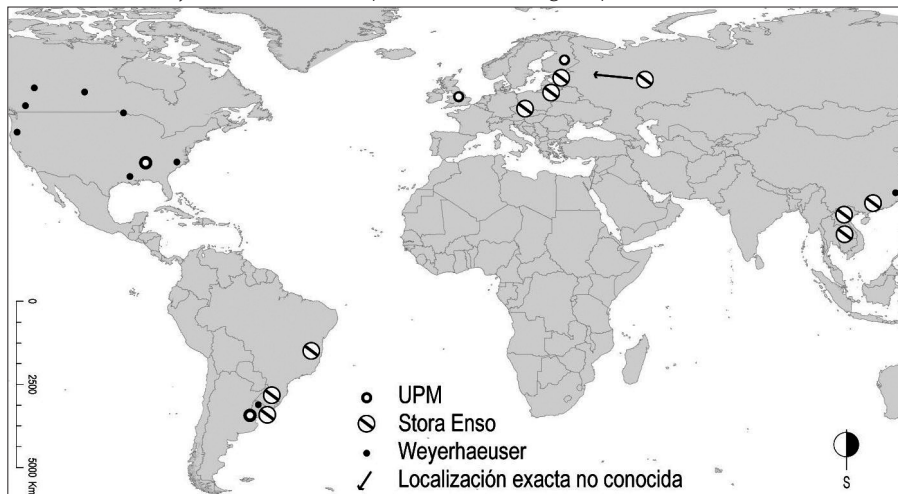 0
2500
5000 Km
UPM
Stora Enso
Weyerhaeuser
Localización exacta no conocida
S